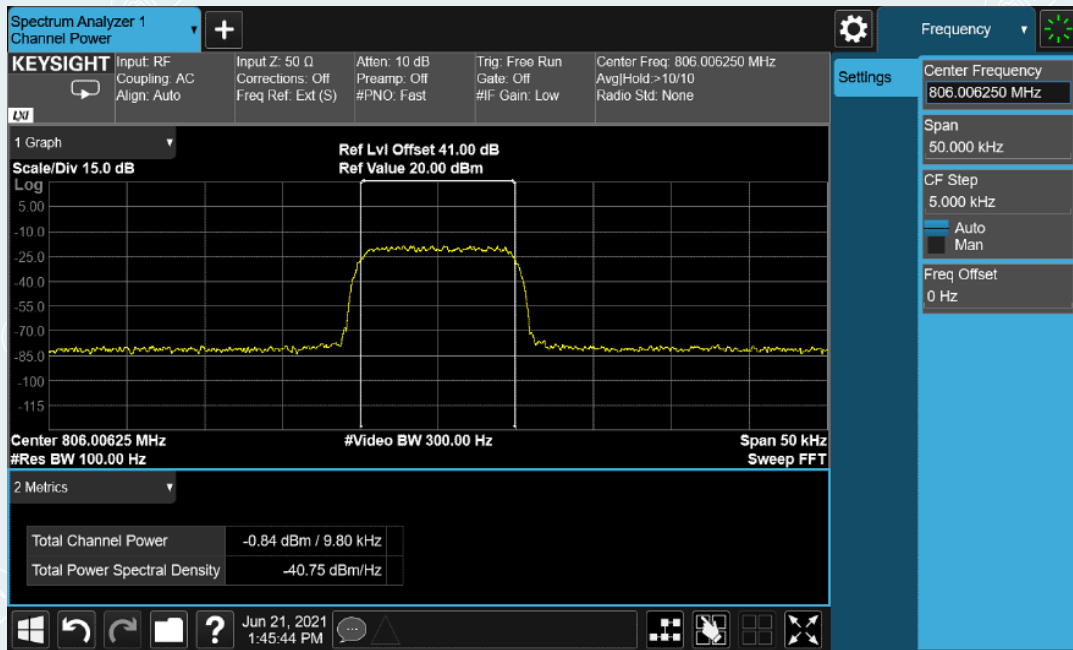 Spectrum Analyzer 1
Channel Power
Frequency
KEYSIGHT
LXI
Input: RF
Coupling: AC
Align: Auto
Input Z: 50 Ω
Corrections: Off
Freq Ref: Ext (S)
Atten: 10 dB
Preamp: Off
#PNO: Fast
Trig: Free Run
Gate: Off
#IF Gain: Low
Center Freq: 806.006250 MHz
Avg|Hold:>10/10
Radio Std: None
Settings
Center Frequency
806.006250 MHz
Span
50.000 kHz
CF Step
5.000 kHz
Auto
Man
Freq Offset
0 Hz
1 Graph
Scale/Div 15.0 dB
Ref Lvl Offset 41.00 dB
Ref Value 20.00 dBm
Log
5.00
-10.0
-25.0
-40.0
-55.0
-70.0
-85.0
-100
-115
Center 806.00625 MHz
#Res BW 100.00 Hz
#Video BW 300.00 Hz
Span 50 kHz
Sweep FFT
2 Metrics
Total Channel Power -0.84 dBm / 9.80 kHz
Total Power Spectral Density -40.75 dBm/Hz
?
Jun 21, 2021
1:45:44 PM